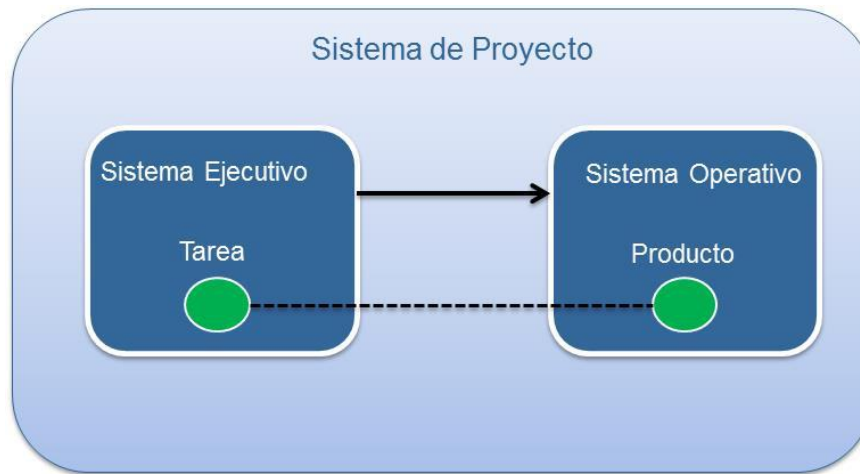 Sistema de Proyecto
Sistema Ejecutivo
Sistema Operativo
Tarea
Producto